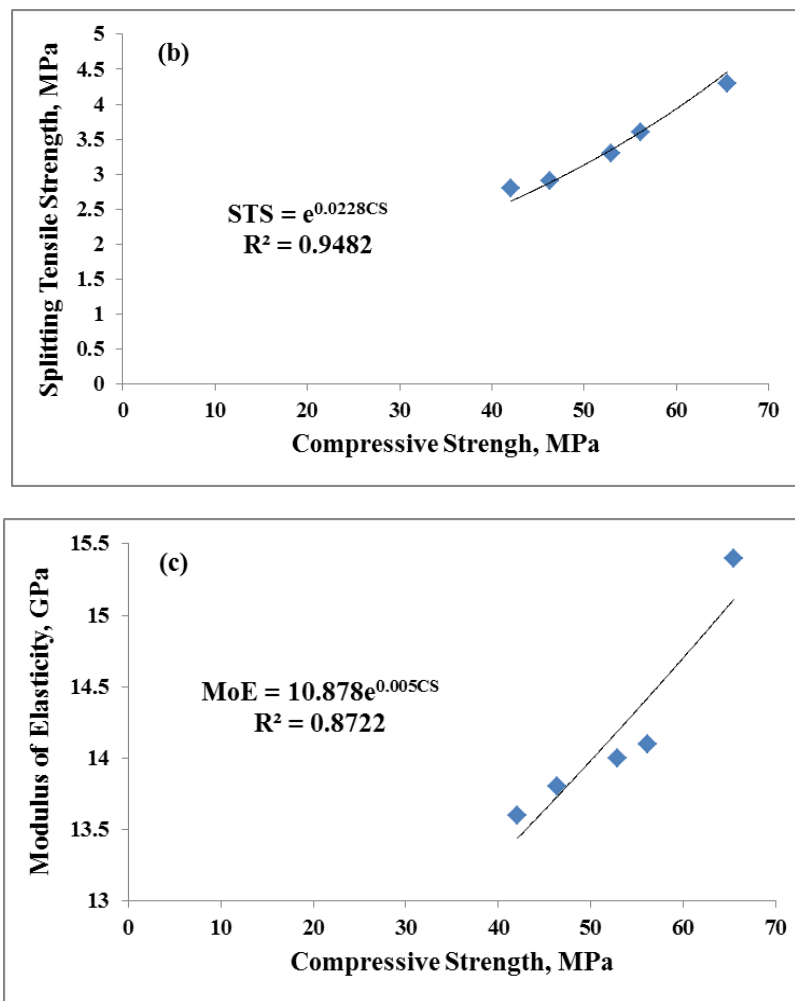 (b)
Splitting Tensile Strength, MPa
5
4.5
4
3.5
3
2.5
2
1.5
1
0.5
0
STS = e^0.0228CS
R² = 0.9482
0 10 20 30 40 50 60 70
Compressive Strengh, MPa
(c)
Modulus of Elasticity, GPa
15.5
15
14.5
14
13.5
13
MoE = 10.878e^0.005CS
R² = 0.8722
0 10 20 30 40 50 60 70
Compressive Strength, MPa